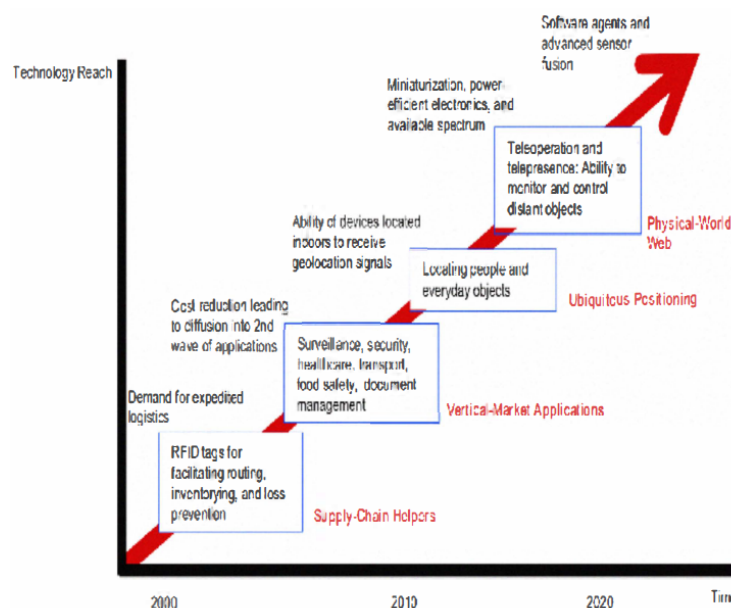 Software agents and
advanced sensor
fusion
Technology Reach
Miniaturization, power-
efficient electronics, and
available spectrum
Teleoperation and
telepresence: Ability to
monitor and control
distant objects
Physical-World
Web
Ability of devices located
indoors to receive
geolocation signals
Locating people and
everyday objects
Ubiquitous Positioning
Cost reduction leading
to diffusion into 2nd
wave of applications
Surveillance, security,
healthcare, transport,
food safety, document
management
Vertical-Market Applications
Demand for expedited
logistics
RFID tags for
facilitating routing,
inventorying, and loss
prevention
Supply-Chain Helpers
2000
2010
2020
Time